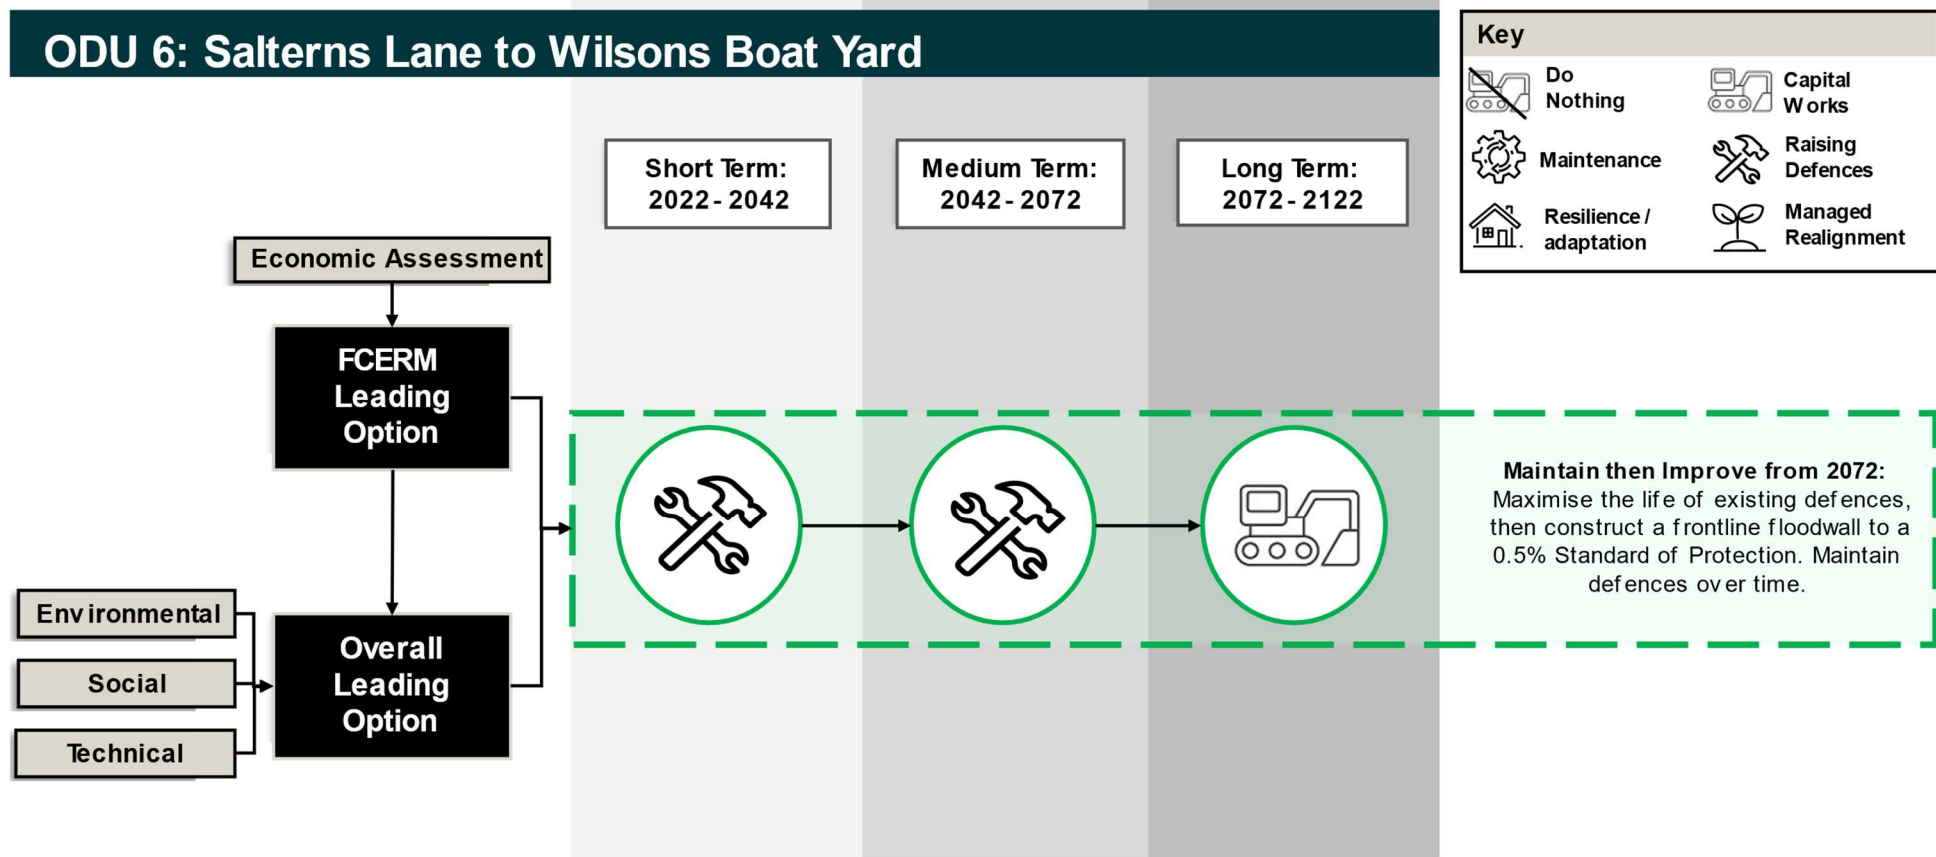 ODU 6: Salterns Lane to Wilsons Boat Yard
Key
Do
Nothing
Capital
Works
Maintenance
Raising
Defences
Resilience /
adaptation
Managed
Realignment
Short Term:
2022 - 2042
Medium Term:
2042 - 2072
Long Term:
2072 - 2122
Economic Assessment
FCERM
Leading
Option
Maintain then Improve from 2072:
Maximise the life of existing defences,
then construct a frontline floodwall to a
0.5% Standard of Protection. Maintain
defences over time.
Environmental
Social
Technical
Overall
Leading
Option